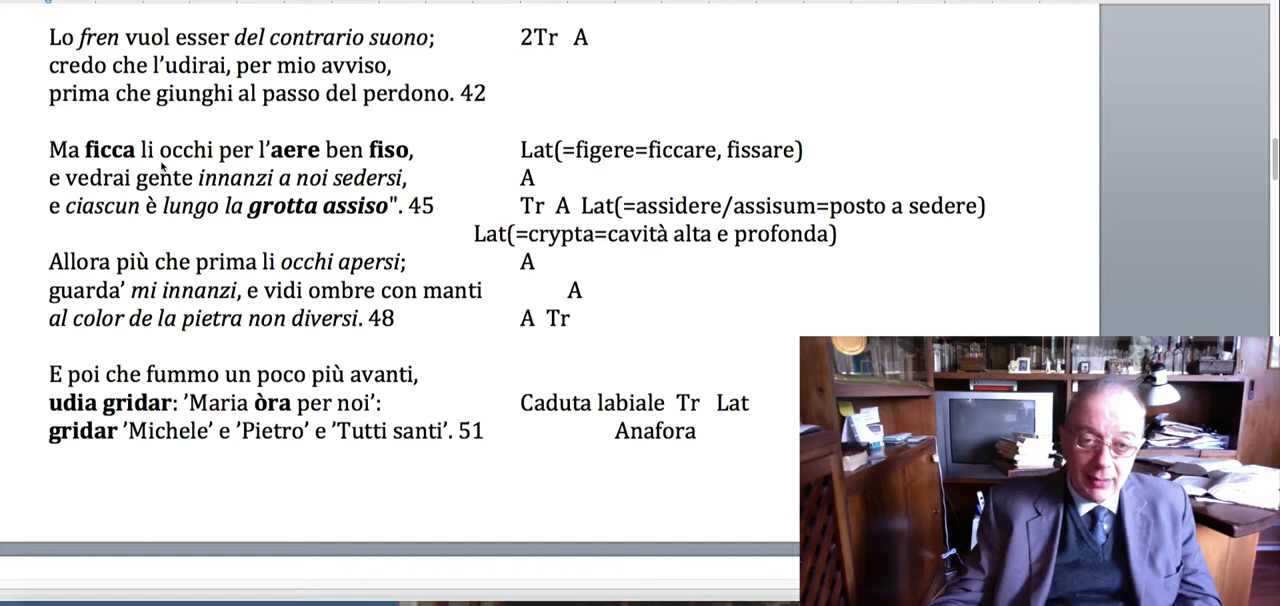 Lo fren vuol esser del contrario suono; 2Tr A
credo che l'udirai, per mio avviso,
prima che giunghi al passo del perdono. 42
Ma ficca li occhi per l'aere ben fiso, Lat(=figere=ficcare, fissare)
e vedrai gente innanzi a noi sedersi, A
e ciascun è lungo la grotta assiso". 45 Tr A Lat(=assidere/assisum=posto a sedere)
Lat(=crypta=cavità alta e profonda)
Allora più che prima li occhi apersi; A
guarda' mi innanzi, e vidi ombre con manti A
al color de la pietra non diversi. 48 A Tr
E poi che fummo un poco più avanti,
udia gridar: 'Maria òra per noi': Caduta labiale Tr Lat
gridar 'Michele' e 'Pietro' e 'Tutti santi'. 51 Anafora